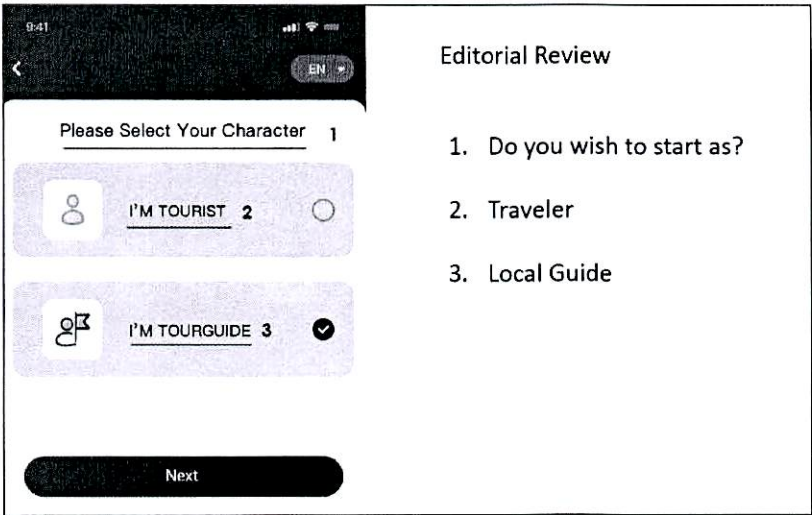 9:41
EN
Please Select Your Character 1
I'M TOURIST 2
I'M TOURGUIDE 3
Next
Editorial Review
1. Do you wish to start as?
2. Traveler
3. Local Guide